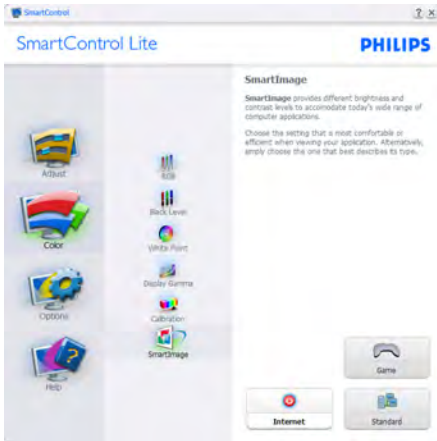 SmartControl
? x
SmartControl Lite
PHILIPS
Adjust
Color
Options
Help
RGB
Black Level
White Point
Display Gamma
Calibration
SmartImage
SmartImage
SmartImage provides different brightness and
contrast levels to accomodate today's wide range of
computer applications.
Choose the setting that is most comfortable or
efficient when viewing your application. Alternatively,
simply choose the one that best describes its type.
Game
Internet
Standard